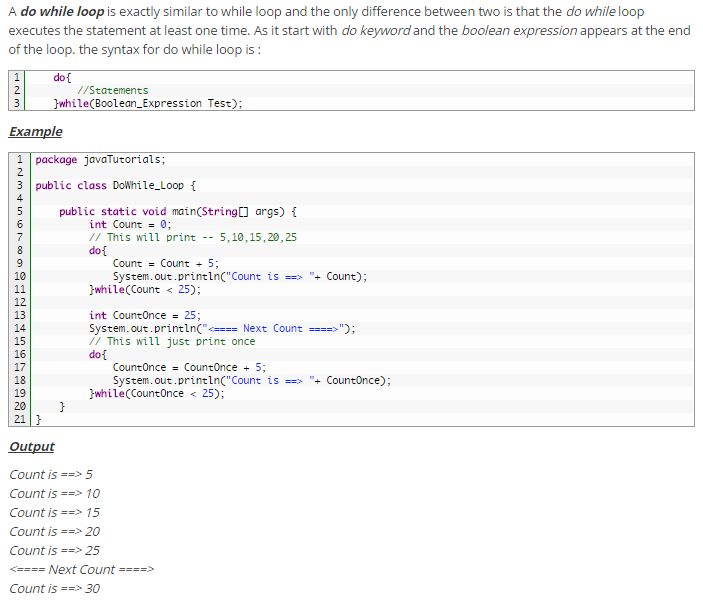 A do while loop is exactly similar to while loop and the only difference between two is that the do while loop
executes the statement at least one time. As it start with do keyword and the boolean expression appears at the end
of the loop. the syntax for do while loop is :
1 do{
2 //Statements
3 }while(Boolean_Expression Test);
Example
1 package javaTutorials;
2
3 public class DoWhile_Loop {
4
5 public static void main(String[] args) {
6 int Count = 0;
7 // This will print -- 5,10,15,20,25
8 do{
9 Count = Count + 5;
10 System.out.println("Count is ==> "+ Count);
11 }while(Count < 25);
12
13 int CountOnce = 25;
14 System.out.println("<==== Next Count ====>");
15 // This will just print once
16 do{
17 CountOnce = CountOnce + 5;
18 System.out.println("Count is ==> "+ CountOnce);
19 }while(CountOnce < 25);
20 }
21 }
Output
Count is ==> 5
Count is ==> 10
Count is ==> 15
Count is ==> 20
Count is ==> 25
<==== Next Count ====>
Count is ==> 30